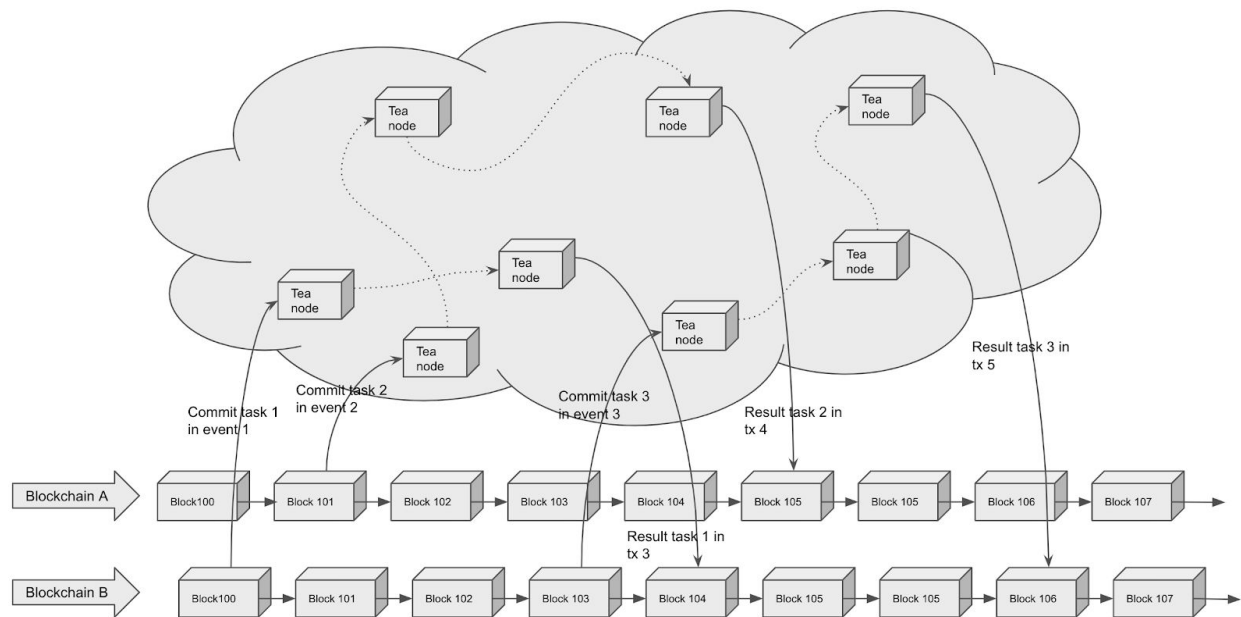 Tea
node
Tea
node
Tea
node
Tea
node
Tea
node
Tea
node
Tea
node
Tea
node
Result task 3 in
tx 5
Commit task 1
in event 1
Commit task 2
in event 2
Commit task 3
in event 3
Result task 2 in
tx 4
Blockchain A
Block100
Block 101
Block 102
Block 103
Block 104
Block 105
Block 105
Block 106
Block 107
Result task 1 in
tx 3
Blockchain B
Block100
Block 101
Block 102
Block 103
Block 104
Block 105
Block 105
Block 106
Block 107